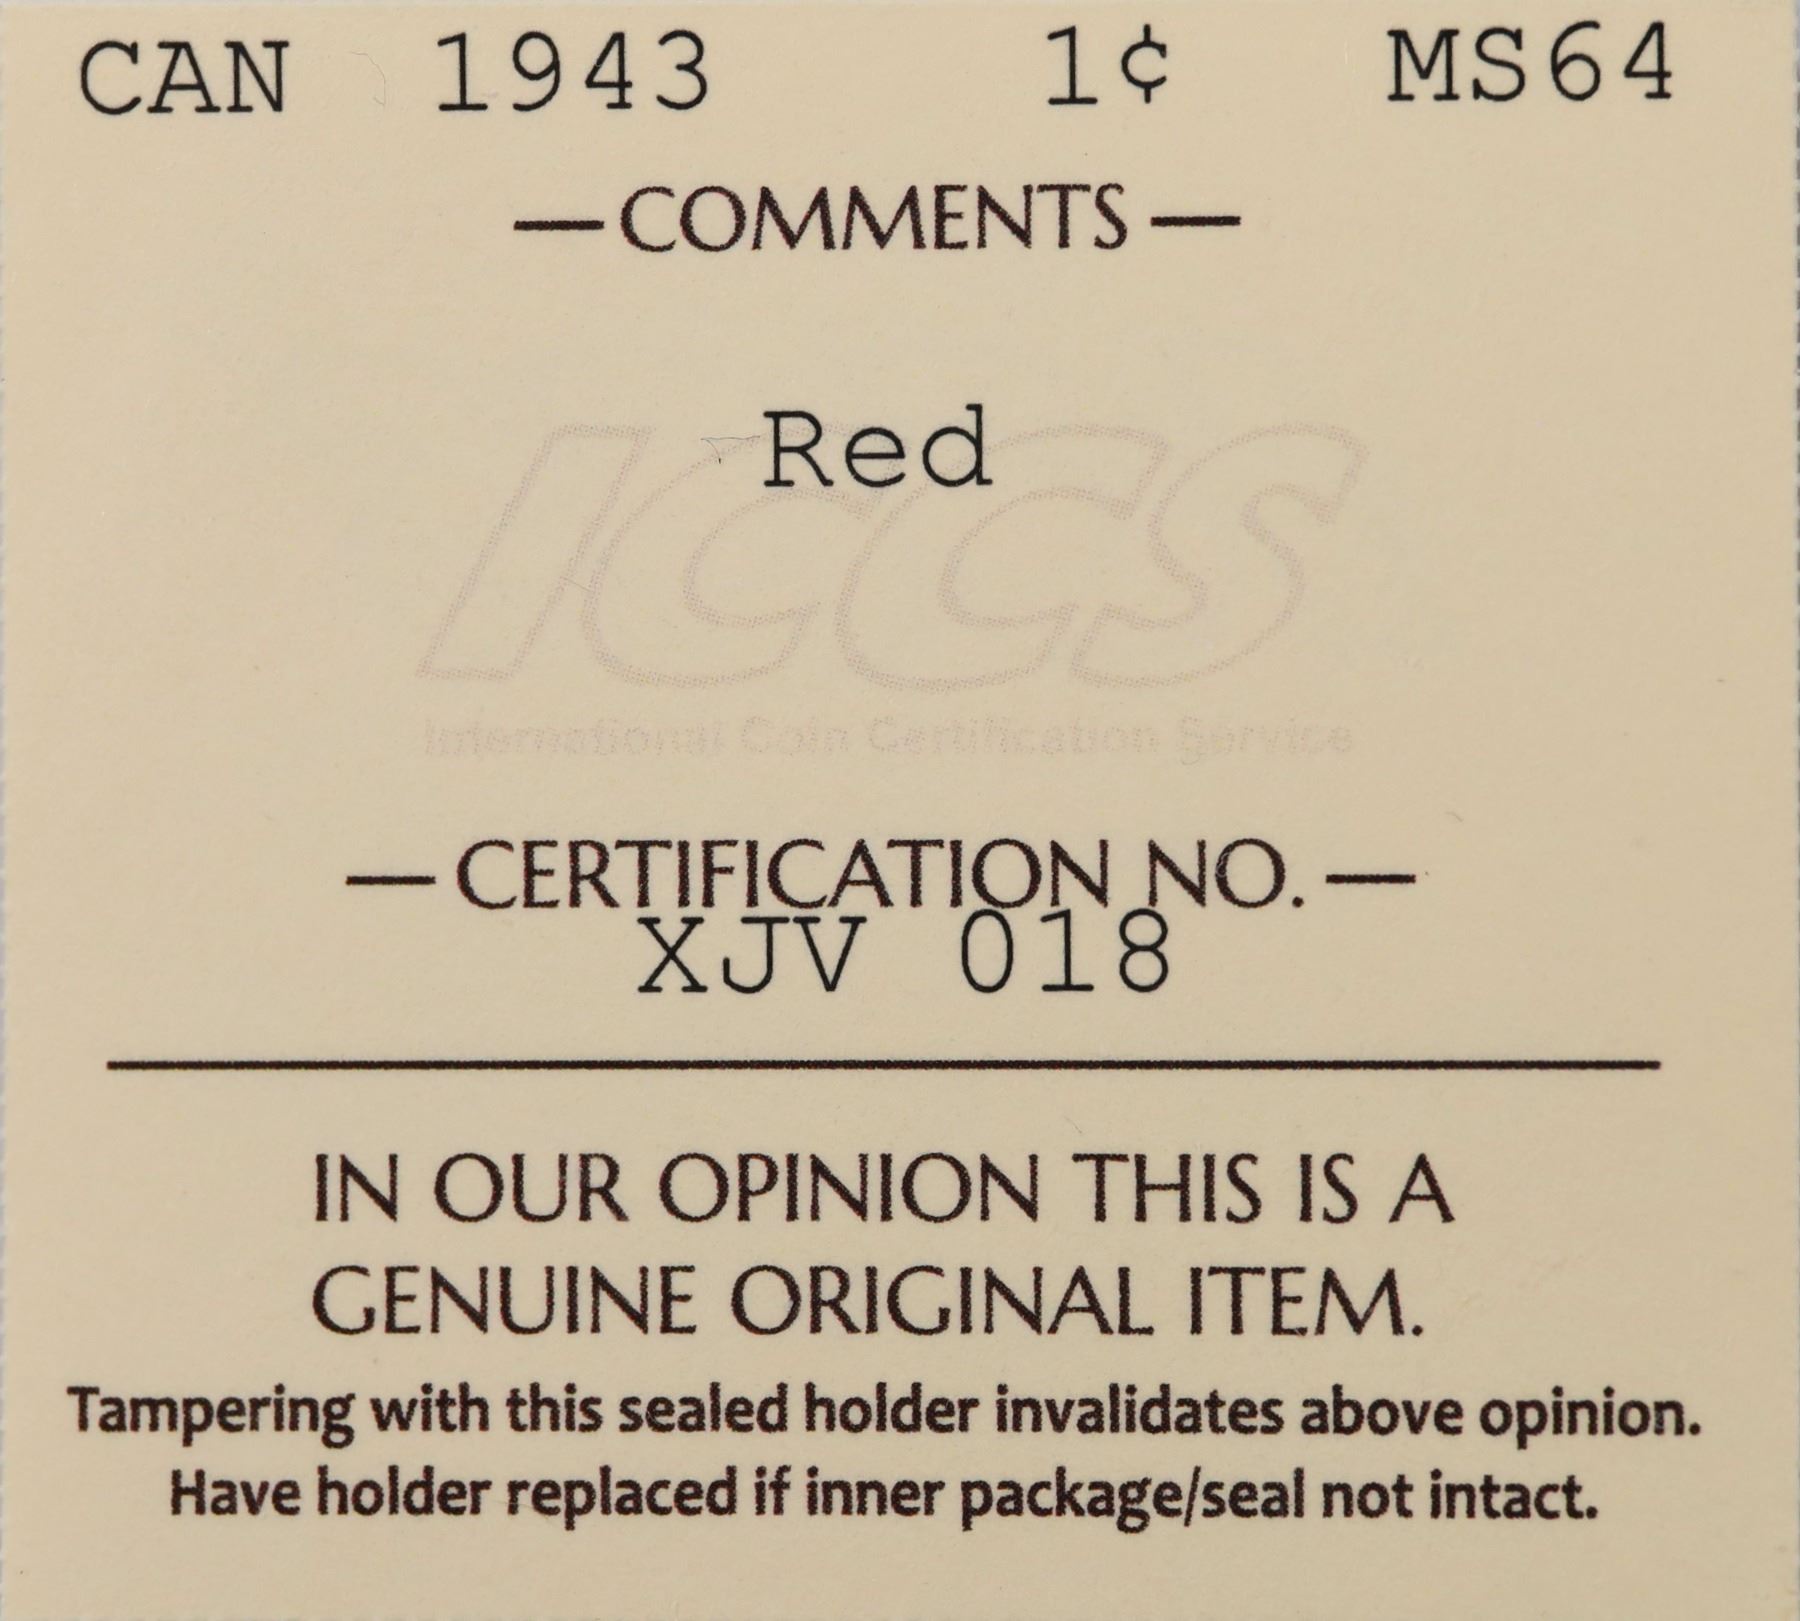 CAN 1943 1¢ MS64
—COMMENTS—
Red
ICCS
International Coin Certification Service
—CERTIFICATION NO.—
XJV 018
IN OUR OPINION THIS IS A
GENUINE ORIGINAL ITEM.
Tampering with this sealed holder invalidates above opinion.
Have holder replaced if inner package/seal not intact.